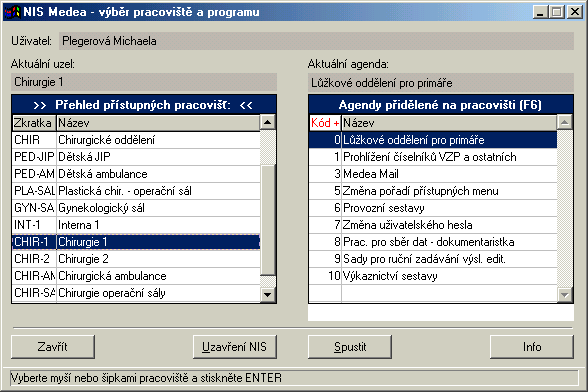 NIS Medea - výběr pracoviště a programu
Uživatel: Plegerová Michaela
Aktuální uzel:
Chirurgie 1
>> Přehled přístupných pracovišť: <<
Zkratka Název
CHIR Chirurgické oddělení
PED-JIP Dětská JIP
PED-AM Dětská ambulance
PLA-SAL Plastická chir. - operační sál
GYN-SA Gynekologický sál
INT-1 Interna 1
CHIR-1 Chirurgie 1
CHIR-2 Chirurgie 2
CHIR-AM Chirurgická ambulance
CHIR-SA Chirurgie operační sály
Aktuální agenda:
Lůžkové oddělení pro primáře
Agendy přidělené na pracovišti (F6)
Kód + Název
0 Lůžkové oddělení pro primáře
1 Prohlížení číselníků VZP a ostatních
3 Medea Mail
5 Změna pořadí přístupných menu
6 Provozní sestavy
7 Změna uživatelského hesla
8 Prac. pro sběr dat - dokumentaristka
9 Sady pro ruční zadávání výsl. edit.
10 Výkaznictví sestavy
Zavřít Uzavření NIS Spustit Info
Vyberte myší nebo šipkami pracoviště a stiskněte ENTER